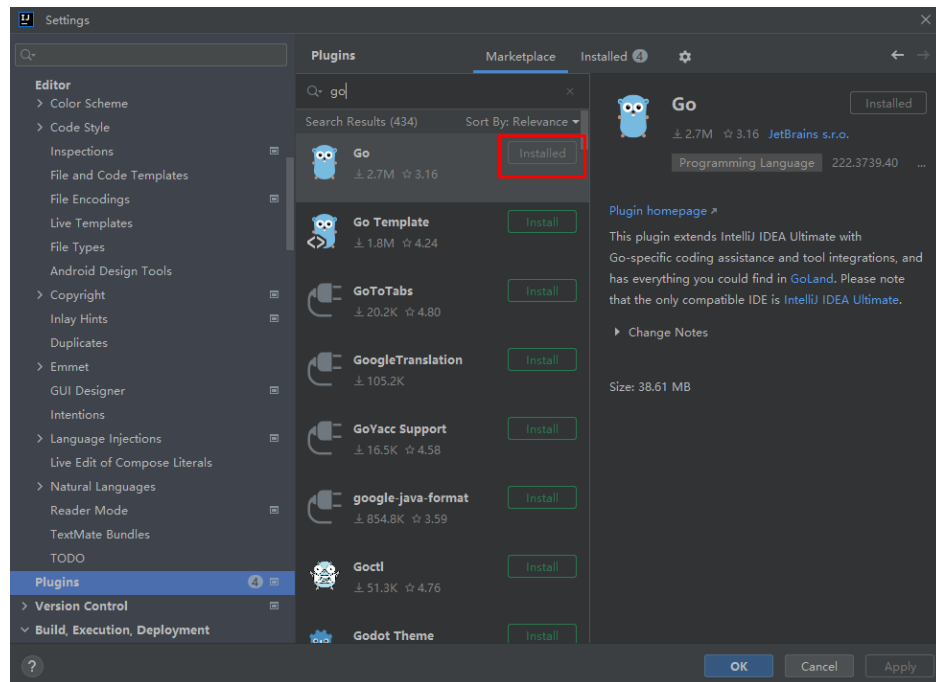 Settings
Editor
Color Scheme
Code Style
Inspections
File and Code Templates
File Encodings
Live Templates
File Types
Android Design Tools
Copyright
Inlay Hints
Duplicates
Emmet
GUI Designer
Intentions
Language Injections
Live Edit of Compose Literals
Natural Languages
Reader Mode
TextMate Bundles
TODO
Plugins 4
Version Control
Build, Execution, Deployment
Plugins Marketplace Installed 4
go
Search Results (434) Sort By: Relevance
Go Installed
2.7M 3.16
Go Template Install
1.8M 4.24
GoToTabs Install
20.2K 4.80
GoogleTranslation Install
105.2K
GoYacc Support Install
16.5K 4.58
google-java-format Install
854.8K 3.59
Goctl Install
51.3K 4.76
Godot Theme Install
Go Installed
2.7M 3.16 JetBrains s.r.o.
Programming Language 222.3739.40 ...
Plugin homepage
This plugin extends IntelliJ IDEA Ultimate with
Go-specific coding assistance and tool integrations, and
has everything you could find in GoLand. Please note
that the only compatible IDE is IntelliJ IDEA Ultimate.
Change Notes
Size: 38.61 MB
? OK Cancel Apply